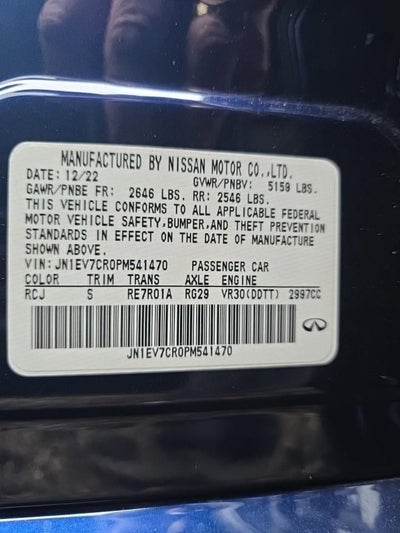 MANUFACTURED BY NISSAN MOTOR CO.,LTD.
DATE: 12/22 GVWR/PNBV: 5159 LBS.
GAWR/PNBE FR: 2646 LBS. RR: 2546 LBS.
THIS VEHICLE CONFORMS TO ALL APPLICABLE FEDERAL
MOTOR VEHICLE SAFETY,BUMPER,AND THEFT PREVENTION
STANDARDS IN EFFECT ON THE DATE OF MANUFACTURE
SHOWN ABOVE.
VIN: JN1EV7CR0PM541470 PASSENGER CAR
COLOR TRIM TRANS AXLE ENGINE
RCJ S RE7R01A RG29 VR30(DDTT) 2997CC
JN1EV7CR0PM541470